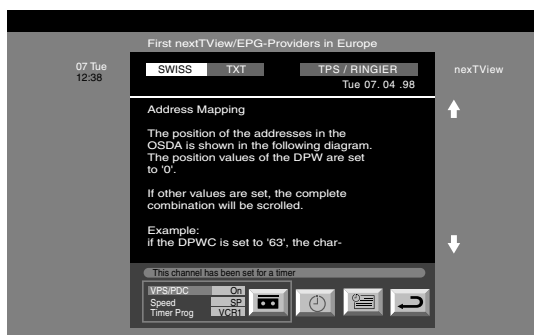 First nextTView/EPG-Providers in Europe
07 Tue
12:38
SWISS TXT TPS / RINGIER nexTView
Tue 07. 04 .98
Address Mapping
The position of the addresses in the
OSDA is shown in the following diagram.
The position values of the DPW are set
to '0'.
If other values are set, the complete
combination will be scrolled.
Example:
if the DPWC is set to '63', the char-
This channel has been set for a timer
VPS/PDC On
Speed SP
Timer Prog VCR1